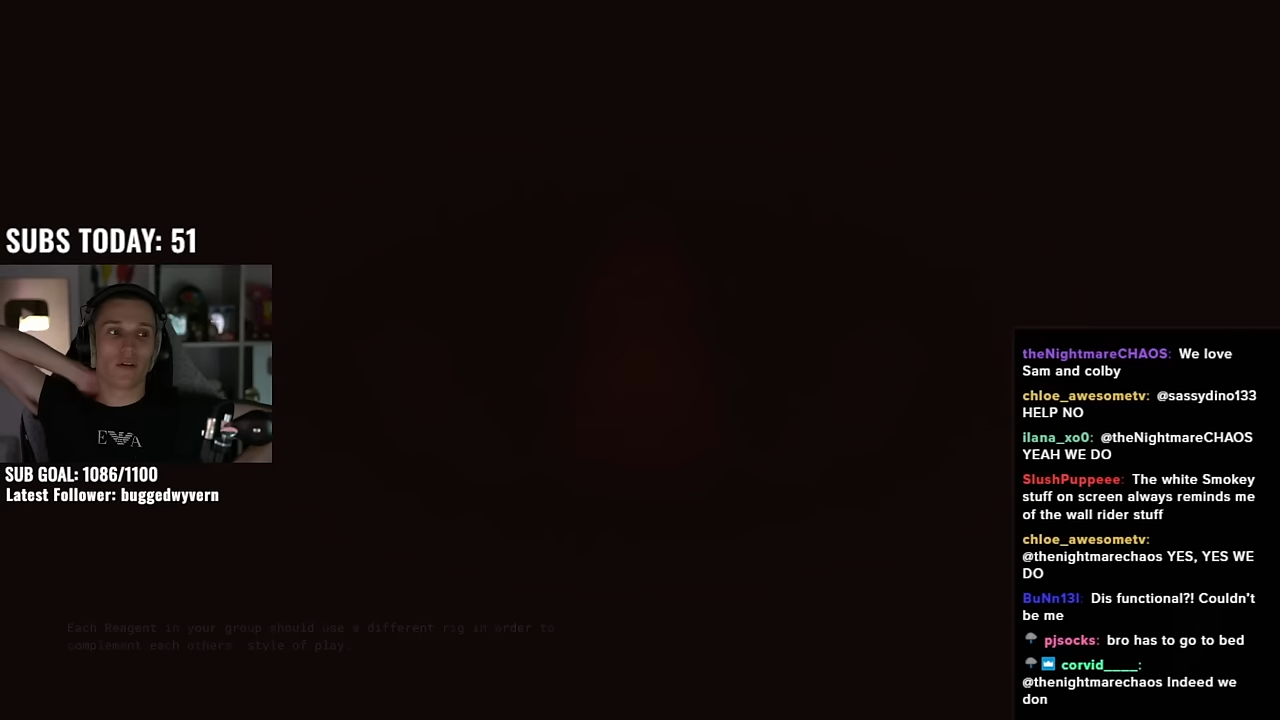 SUBS TODAY: 51
SUB GOAL: 1086/1100
Latest Follower: buggedwyvern
Each Reagent in your group should use a different rig in order to
complement each others' style of play.
theNightmareCHAOS: We love
Sam and colby
chloe_awesometv: @sassydino133
HELP NO
ilana_xo0: @theNightmareCHAOS
YEAH WE DO
SlushPuppeee: The white Smokey
stuff on screen always reminds me
of the wall rider stuff
chloe_awesometv:
@thenightmarechaos YES, YES WE
DO
BuNn13l: Dis functional?! Couldn't
be me
pjsocks: bro has to go to bed
corvid____:
@thenightmarechaos Indeed we
don